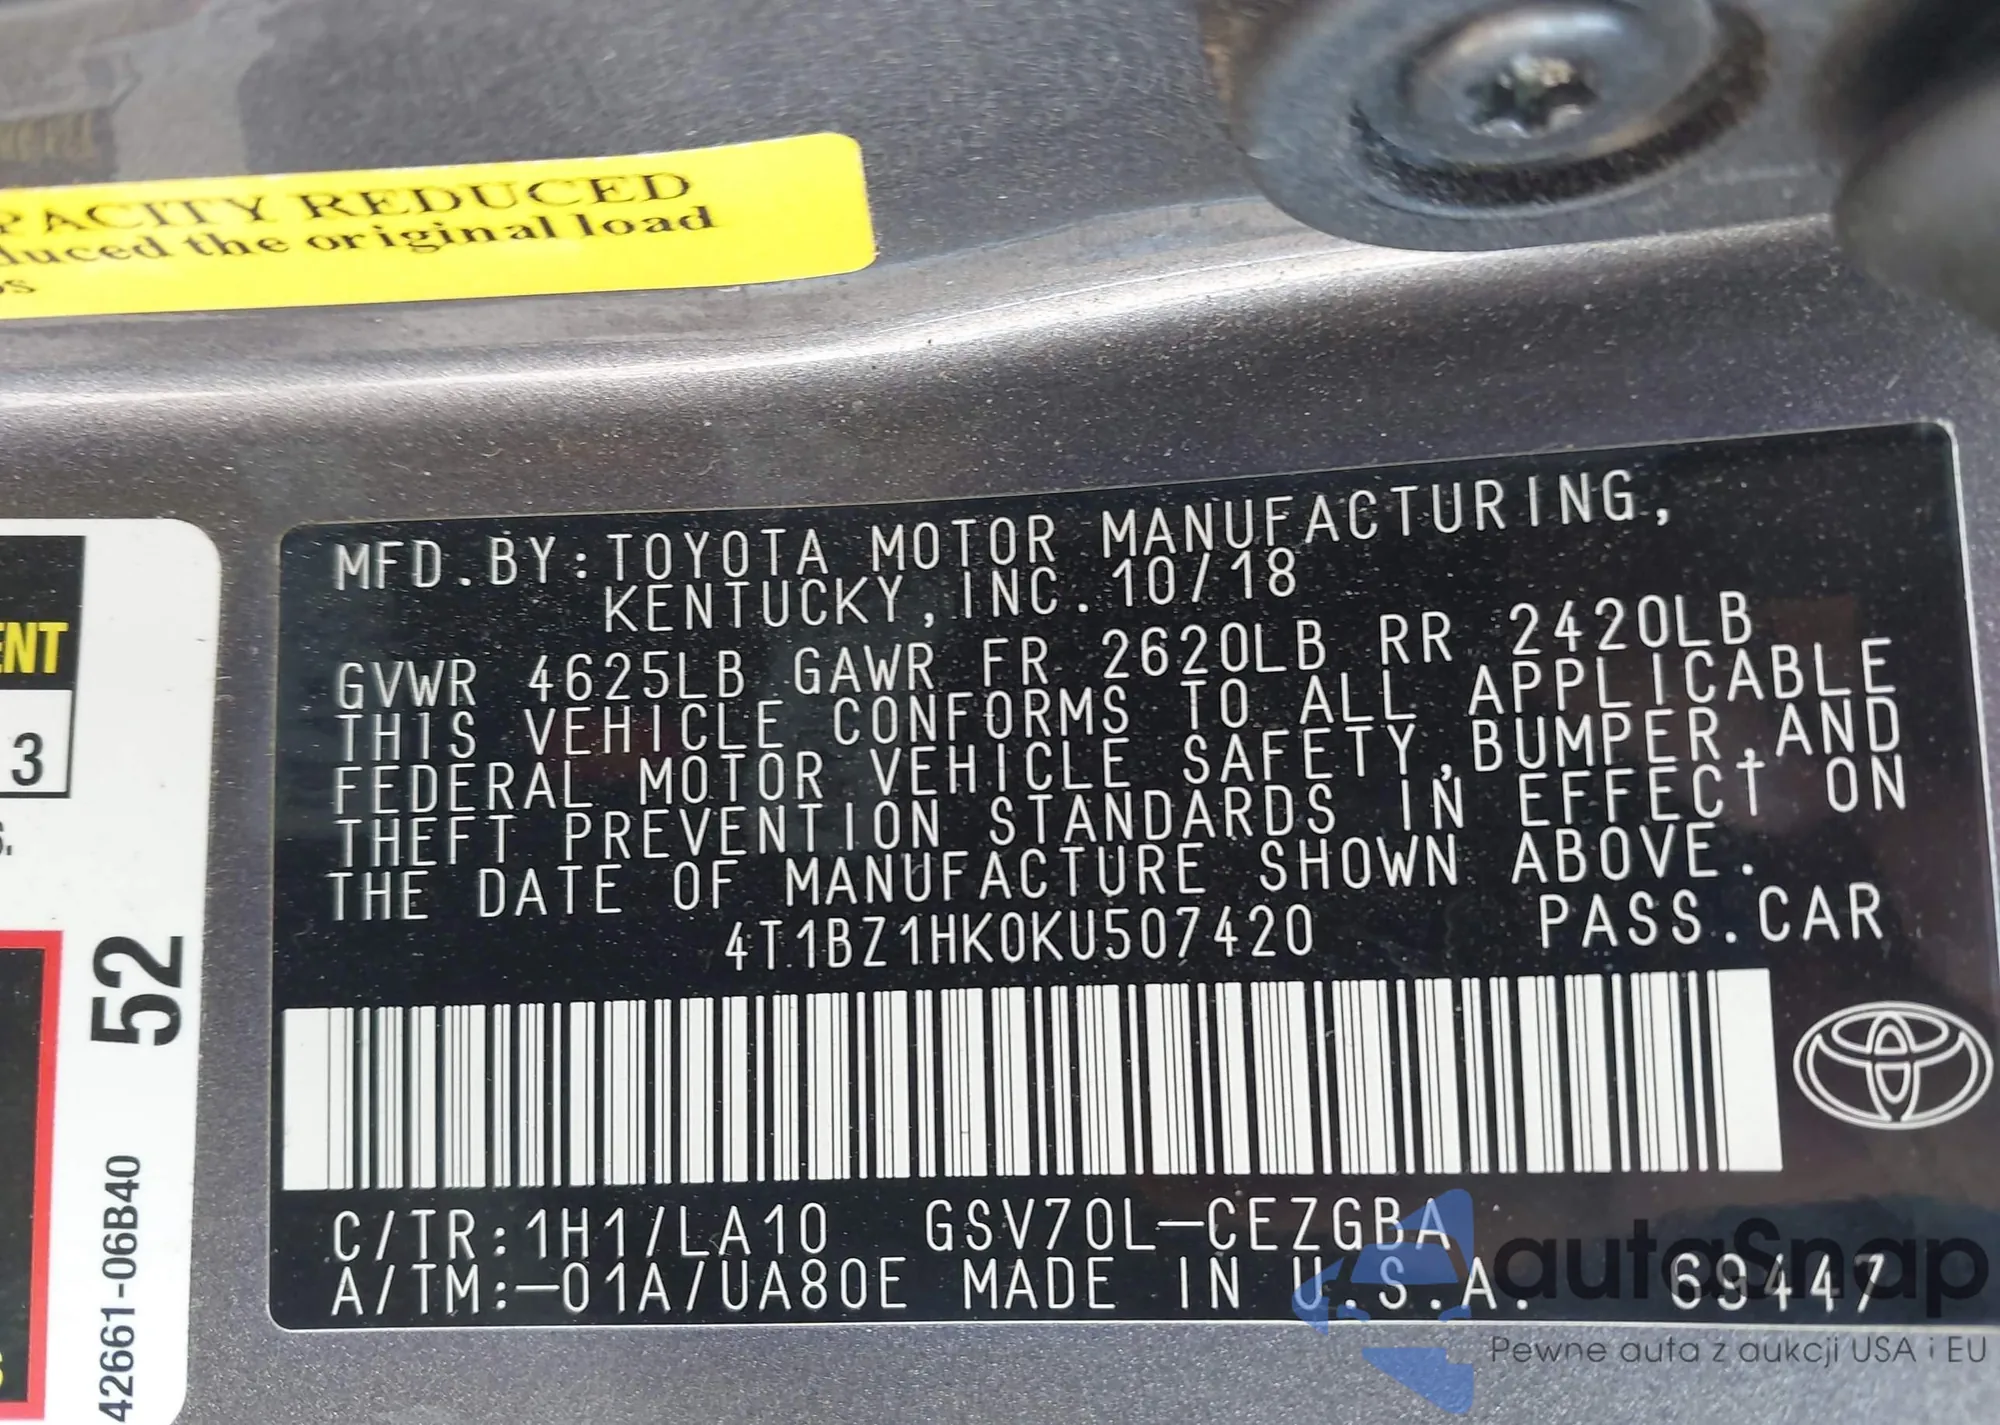 PACITY REDUCED
duced the original load
os
ENT
3
s.
52
42661-06B40
MFD.BY:TOYOTA MOTOR MANUFACTURING,
KENTUCKY,INC.10/18
GVWR 4625LB GAWR FR 2620LB RR 2420LB
THIS VEHICLE CONFORMS TO ALL APPLICABLE
FEDERAL MOTOR VEHICLE SAFETY,BUMPER,AND
THEFT PREVENTION STANDARDS IN EFFECT ON
THE DATE OF MANUFACTURE SHOWN ABOVE.
4T1BZ1HK0KU507420 PASS.CAR
C/TR:1H1/LA10 GSV70L-CEZGBA
A/TM:-01A/UA80E MADE IN U.S.A. 69447
autaSnap
Pewne auta z aukcji USA i EU